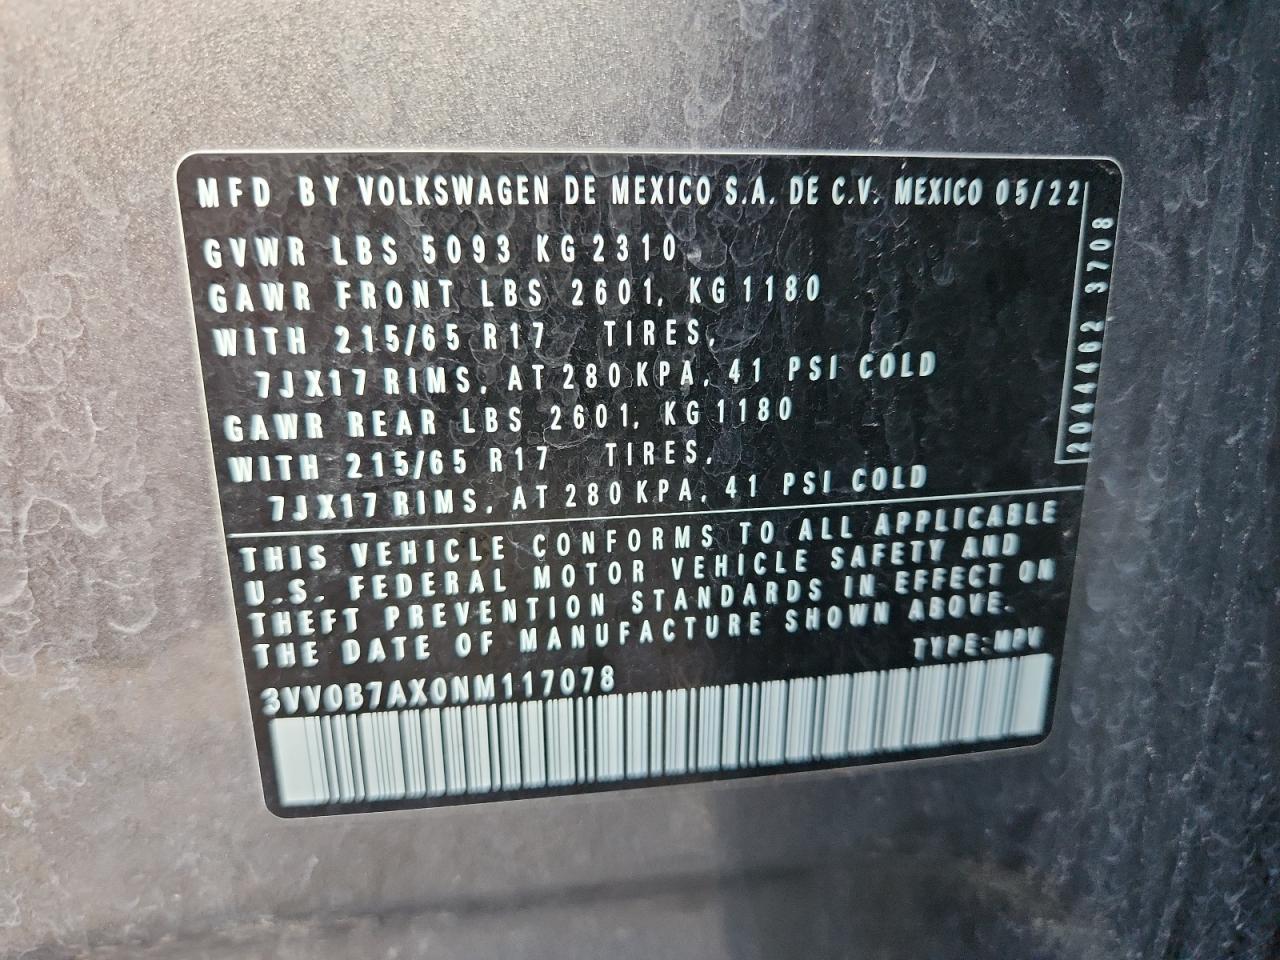 MFD BY VOLKSWAGEN DE MEXICO S.A. DE C.V. MEXICO 05/22
GVWR LBS 5093 KG 2310
GAWR FRONT LBS 2601, KG 1180
WITH 215/65 R17 TIRES,
7JX17 RIMS, AT 280 KPA, 41 PSI COLD
GAWR REAR LBS 2601, KG 1180
WITH 215/65 R17 TIRES,
7JX17 RIMS, AT 280 KPA, 41 PSI COLD
2044402 3708
THIS VEHICLE CONFORMS TO ALL APPLICABLE
U.S. FEDERAL MOTOR VEHICLE SAFETY AND
THEFT PREVENTION STANDARDS IN EFFECT ON
THE DATE OF MANUFACTURE SHOWN ABOVE.
TYPE: MPV
3VV0B7AX0NM117078